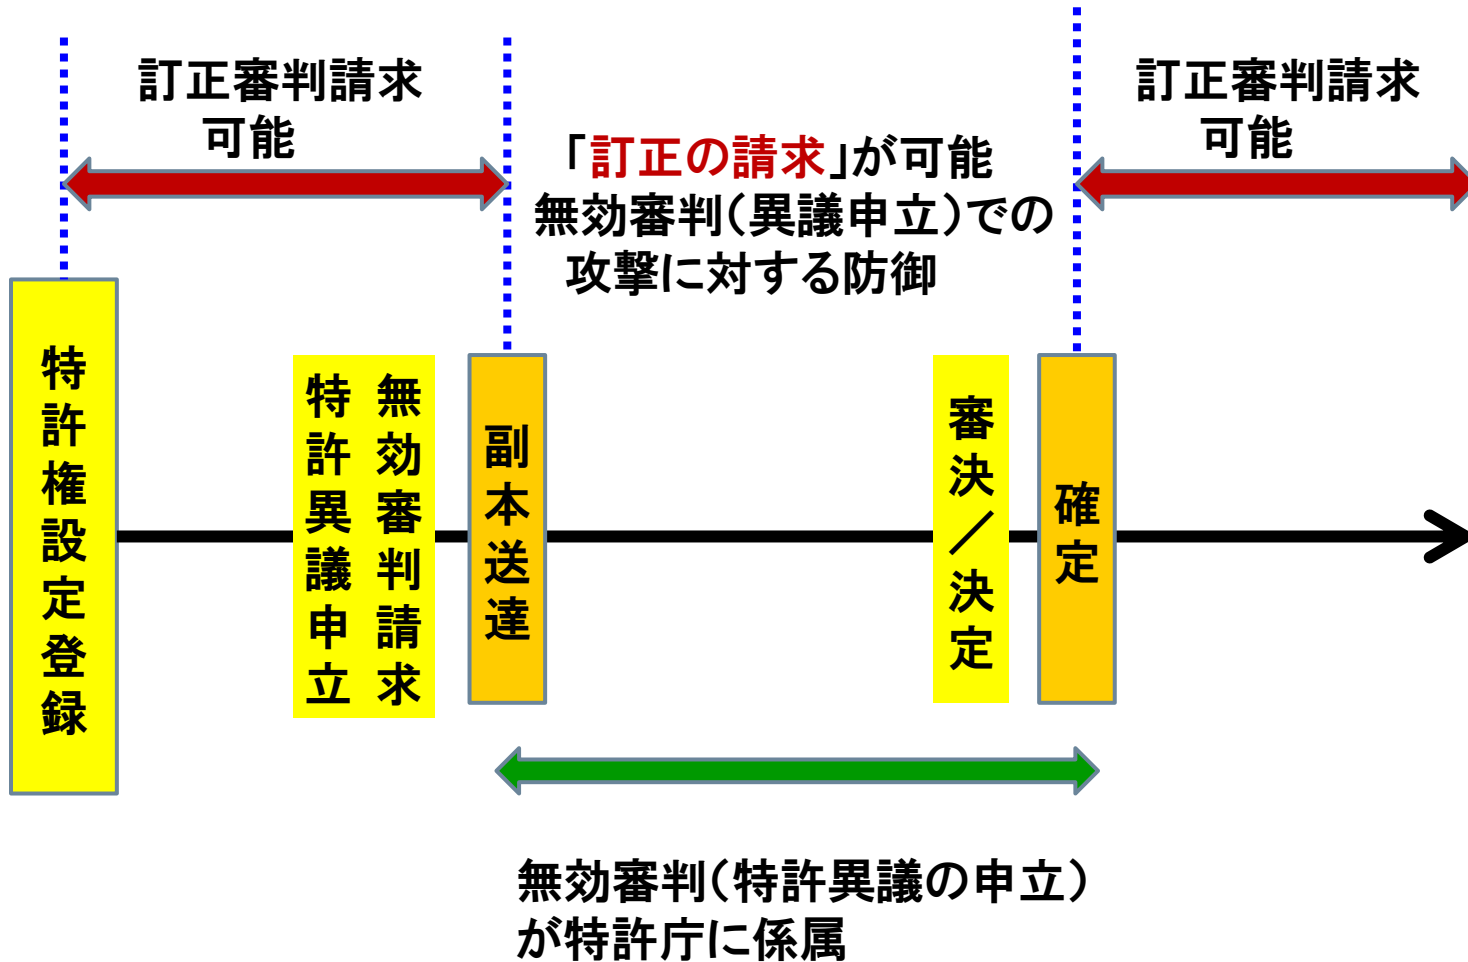 訂正審判請求
可能
「訂正の請求」が可能
無効審判(異議申立)での
攻撃に対する防御
訂正審判請求
可能
特許権設定登録
無効審判請求
特許異議申立
副本送達
審決／決定
確定
無効審判(特許異議の申立)
が特許庁に係属